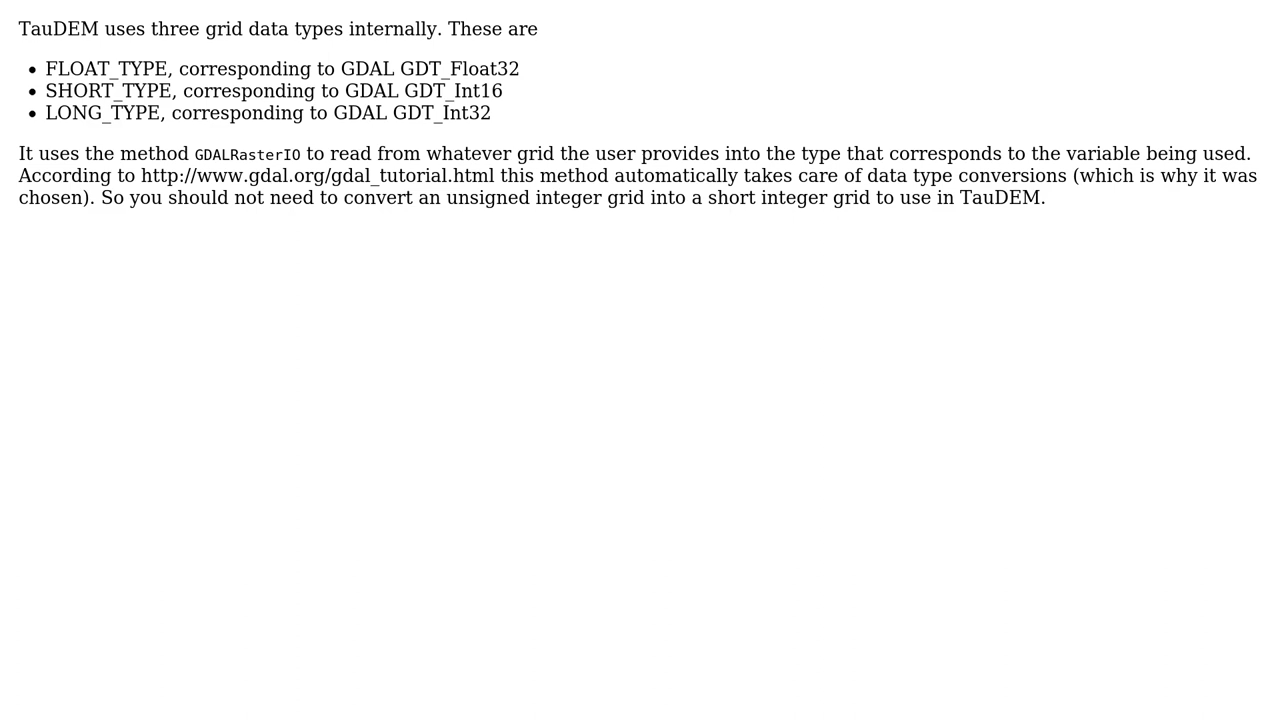 TauDEM uses three grid data types internally. These are
• FLOAT_TYPE, corresponding to GDAL GDT_Float32
• SHORT_TYPE, corresponding to GDAL GDT_Int16
• LONG_TYPE, corresponding to GDAL GDT_Int32
It uses the method GDALRasterIO to read from whatever grid the user provides into the type that corresponds to the variable being used.
According to http://www.gdal.org/gdal_tutorial.html this method automatically takes care of data type conversions (which is why it was
chosen). So you should not need to convert an unsigned integer grid into a short integer grid to use in TauDEM.